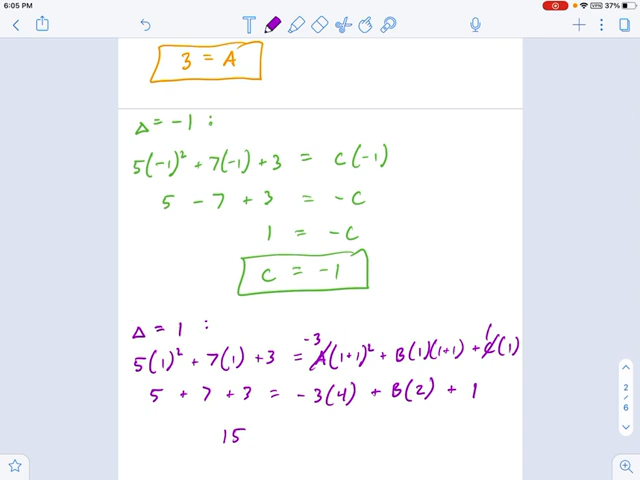 6:05 PM
VPN 37%
T
3 = A
Δ = -1 :
5(-1)² + 7(-1) + 3 = C(-1)
5 - 7 + 3 = -C
1 = -C
C = -1
Δ = 1 :
-3 1
5(1)² + 7(1) + 3 = A(1+1)² + B(1)(1+1) + C(1)
5 + 7 + 3 = -3(4) + B(2) + 1
15
2
/
6